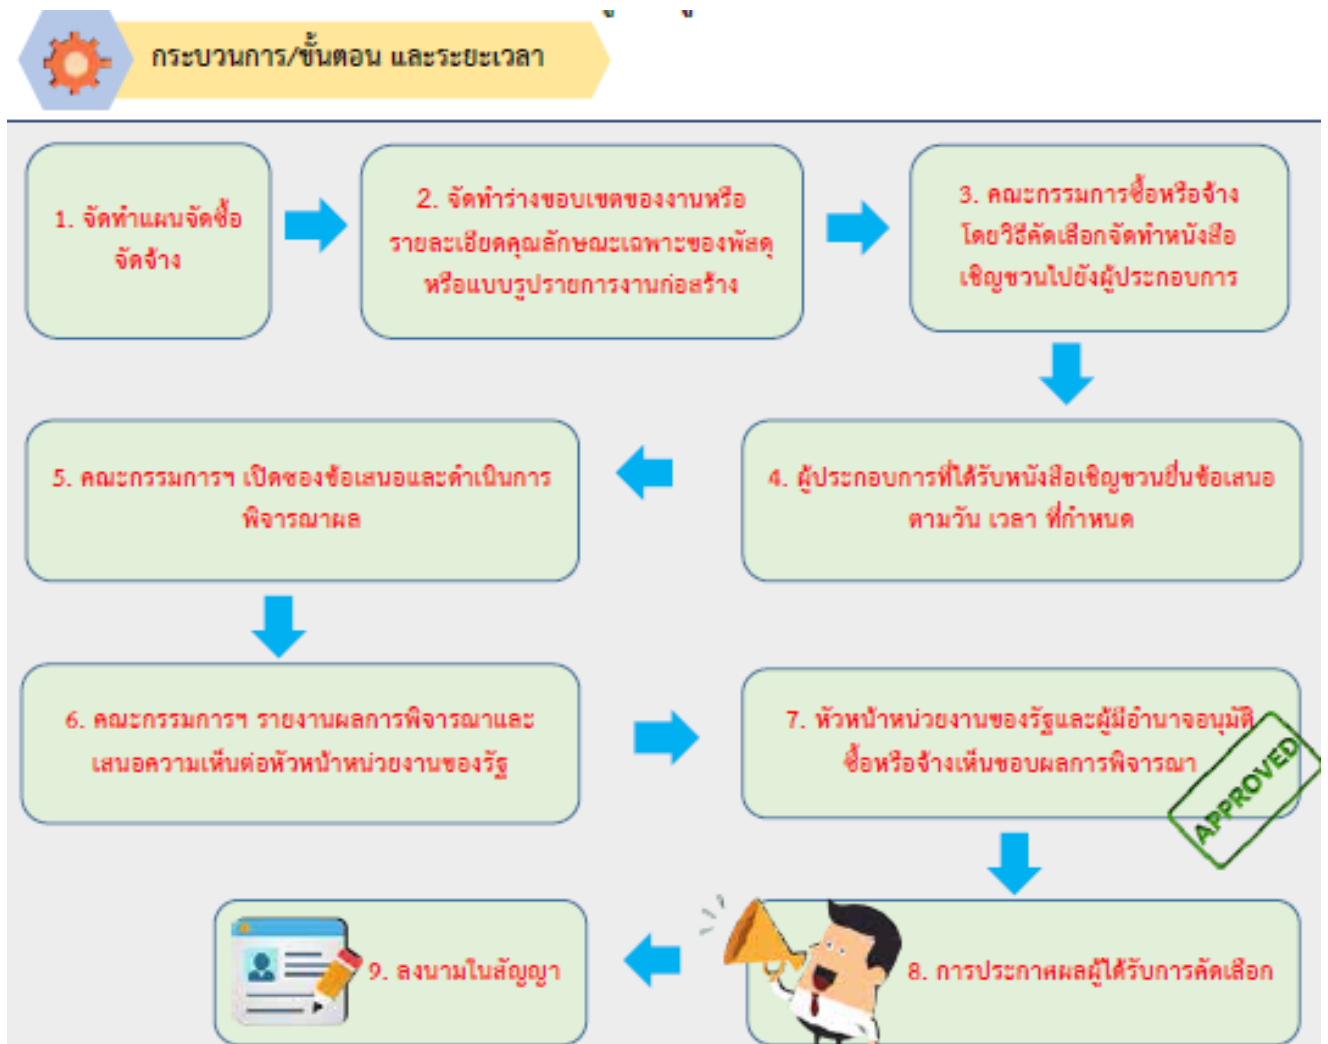 กระบวนการ/ขั้นตอน และระยะเวลา
1. จัดทำแผนจัดซื้อ
จัดจ้าง
2. จัดทำร่างขอบเขตของงานหรือ
รายละเอียดคุณลักษณะเฉพาะของพัสดุ
หรือแบบรูปรายการงานก่อสร้าง
3. คณะกรรมการซื้อหรือจ้าง
โดยวิธีคัดเลือกจัดทำหนังสือ
เชิญชวนไปยังผู้ประกอบการ
4. ผู้ประกอบการที่ได้รับหนังสือเชิญชวนยื่นข้อเสนอ
ตามวัน เวลา ที่กำหนด
5. คณะกรรมการฯ เปิดซองข้อเสนอและดำเนินการ
พิจารณาผล
6. คณะกรรมการฯ รายงานผลการพิจารณาและ
เสนอความเห็นต่อหัวหน้าหน่วยงานของรัฐ
7. หัวหน้าหน่วยงานของรัฐและผู้มีอำนาจอนุมัติ
ซื้อหรือจ้างเห็นชอบผลการพิจารณา
APPROVED
8. การประกาศผลผู้ได้รับการคัดเลือก
9. ลงนามในสัญญา